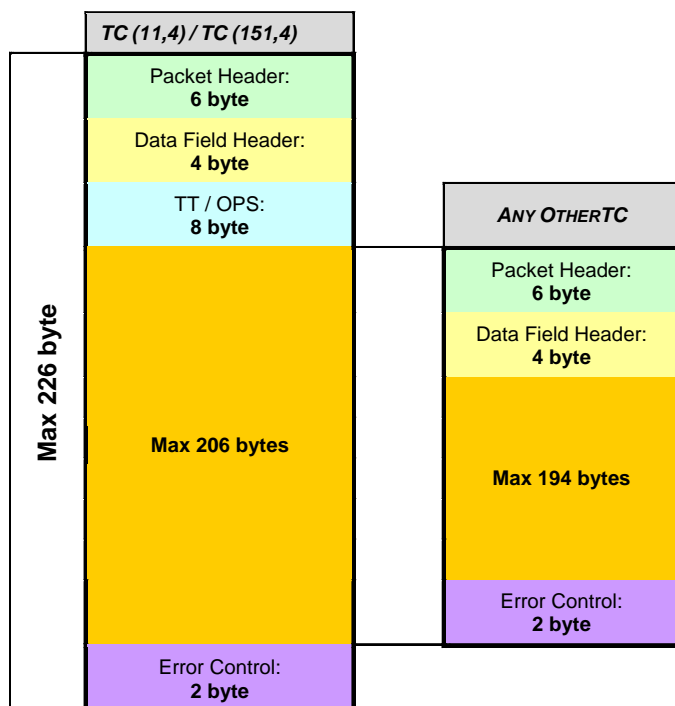 TC (11,4) / TC (151,4)
Packet Header:
6 byte
Data Field Header:
4 byte
TT / OPS:
8 byte
Max 226 byte
Max 206 bytes
Error Control:
2 byte
ANY OTHERTC
Packet Header:
6 byte
Data Field Header:
4 byte
Max 194 bytes
Error Control:
2 byte